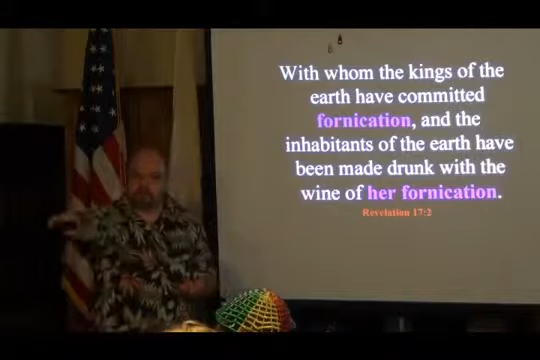 With whom the kings of the
earth have committed
fornication, and the
inhabitants of the earth have
been made drunk with the
wine of her fornication.
Revelation 17:2